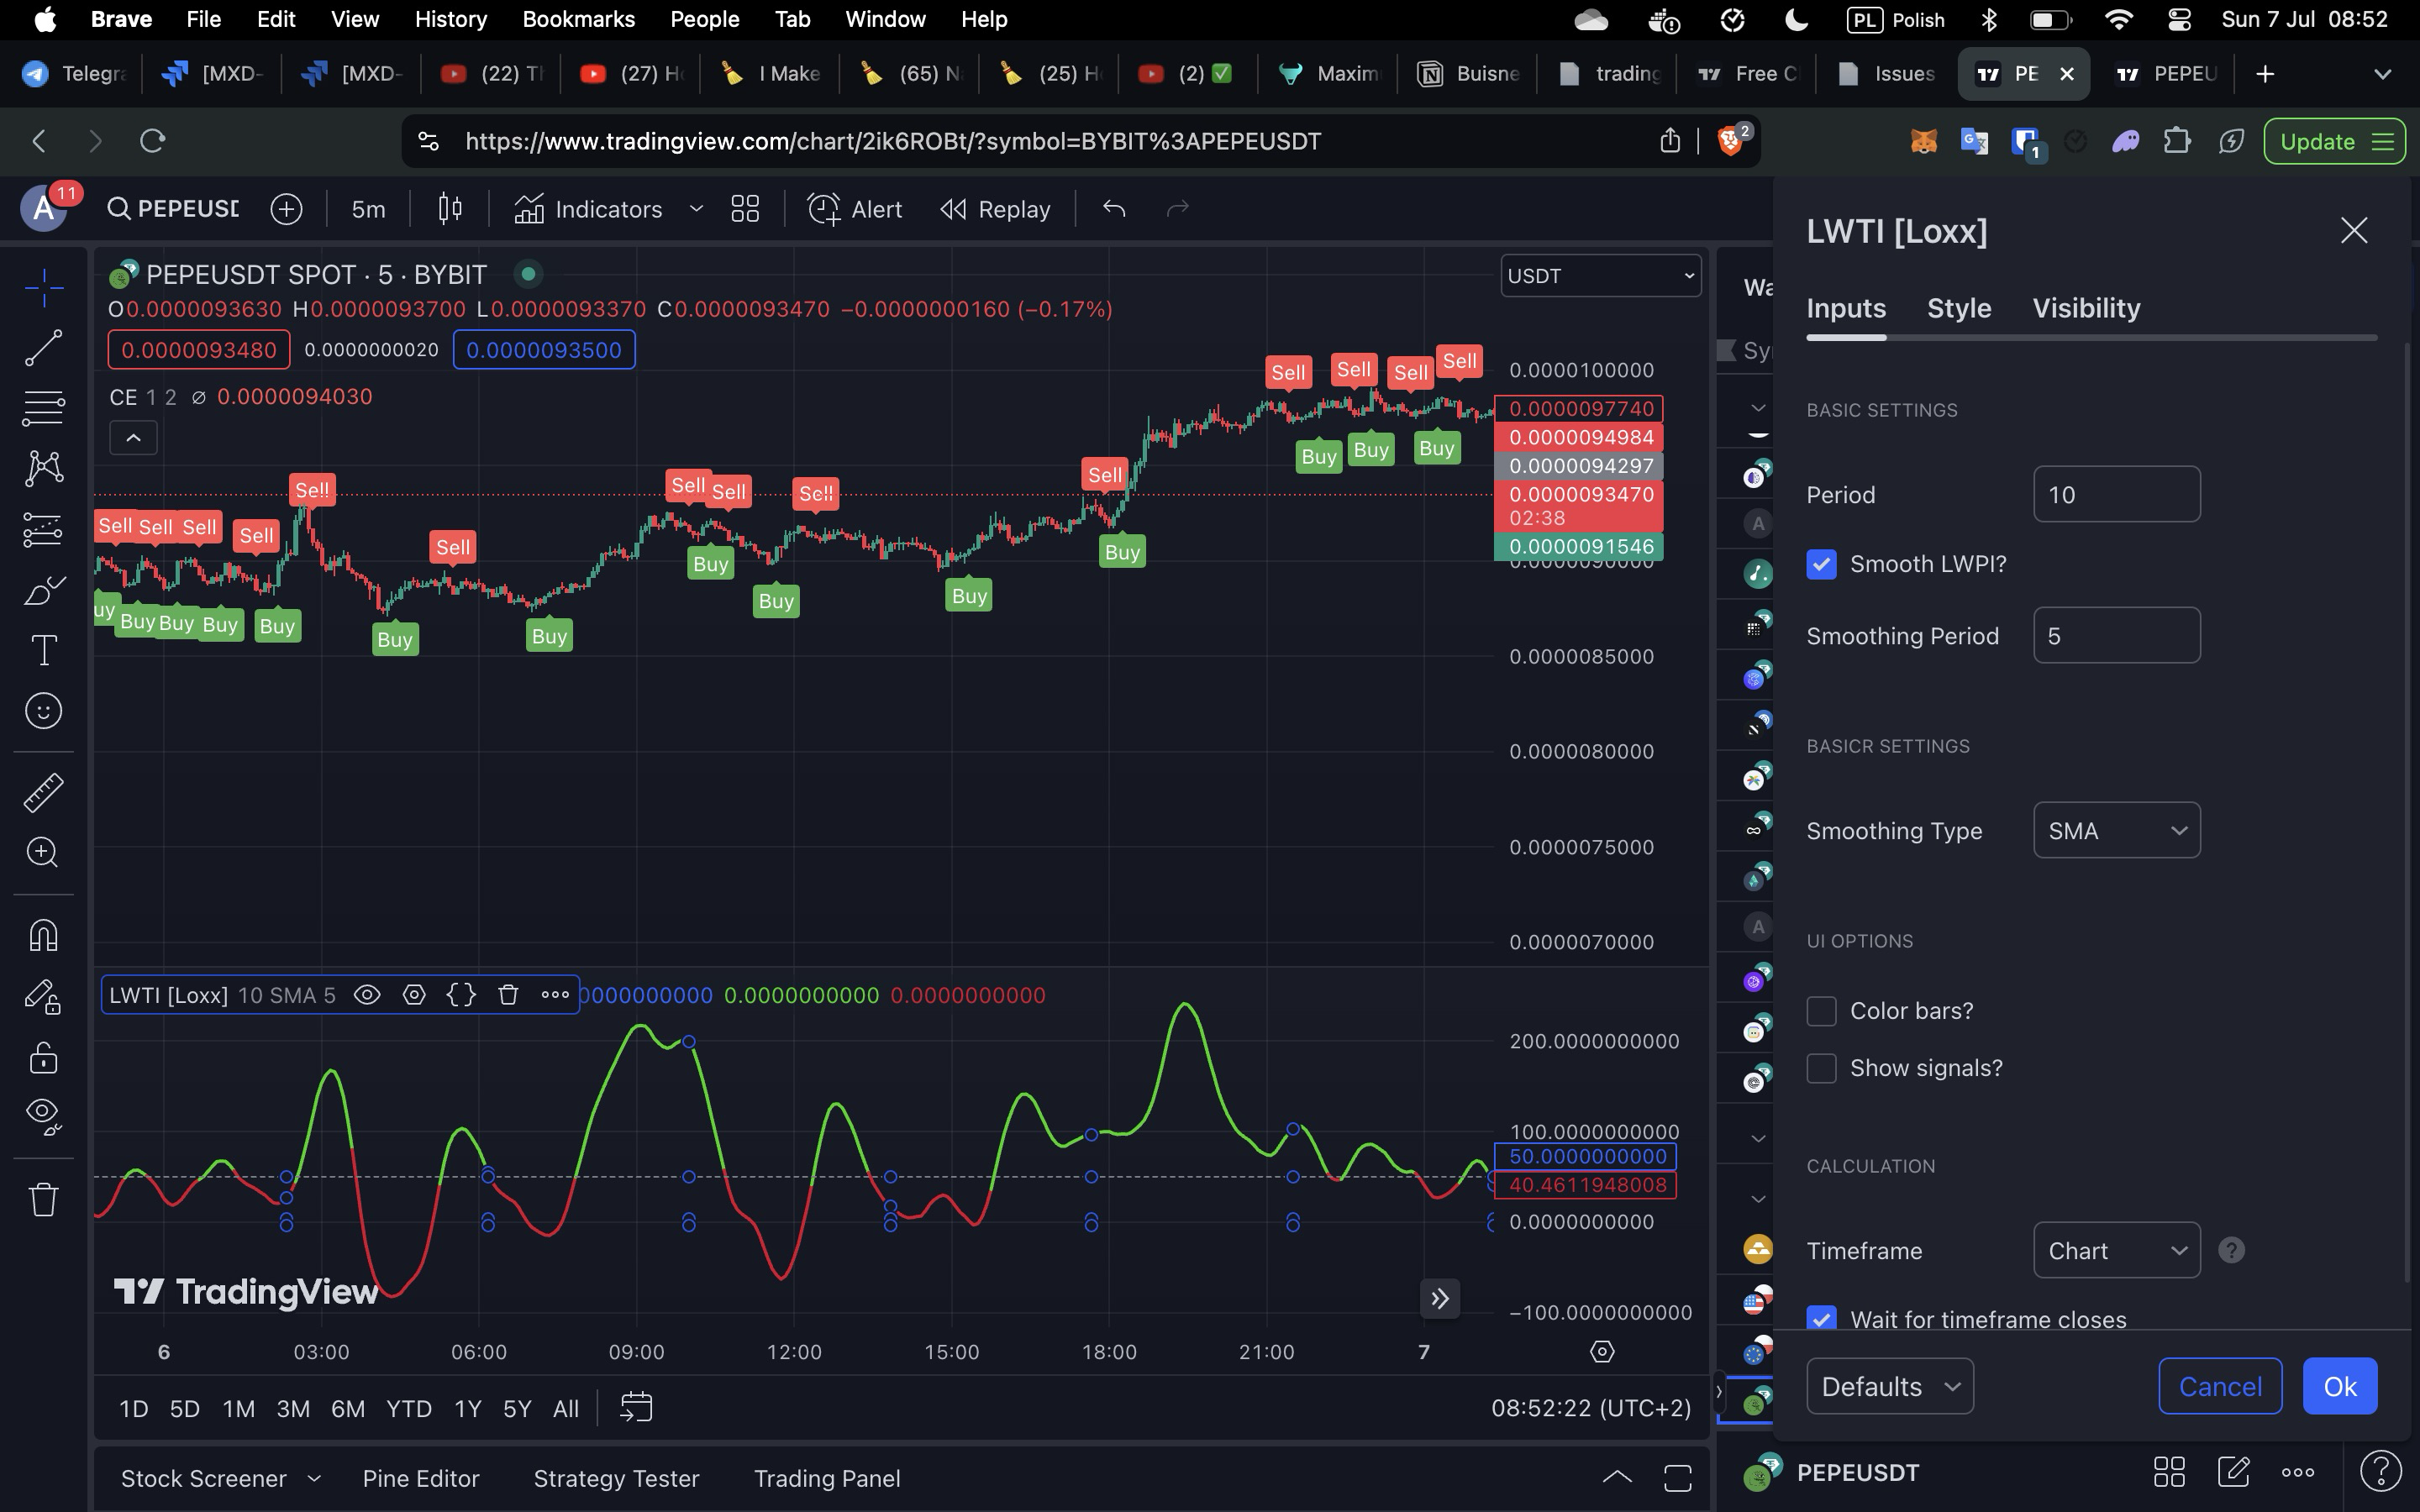 Brave File Edit View History Bookmarks People Tab Window Help PL Polish Sun 7 Jul 08:52
Telegra [MXD- [MXD- (22) Th (27) Ho I Make (65) N (25) H (2) Maxim Buisne trading Free C Issues PE PEPEU
https://www.tradingview.com/chart/2ik6ROBt/?symbol=BYBIT%3APEPEUSDT 2 1 Update
A 11 PEPEUSD 5m Indicators Alert Replay
LWTI [Loxx]
PEPEUSDT SPOT · 5 · BYBIT USDT
O0.0000093630 H0.0000093700 L0.0000093370 C0.0000093470 −0.0000000160 (−0.17%)
0.0000093480 0.0000000020 0.0000093500
CE 1 2 ∅ 0.0000094030
Sell Sell Sell Sell
0.0000100000
0.0000097740
0.0000094984
0.0000094297
0.0000093470
02:38
0.0000091546
0.0000090000
Buy Buy Buy
Sell Sell Sell Sell Sell
Sell Sell Sell Sell Sell
Buy Buy Buy Buy
uy Buy Buy Buy Buy Buy Buy
0.0000085000
0.0000080000
0.0000075000
0.0000070000
LWTI [Loxx] 10 SMA 5 0000000000 0.0000000000 0.0000000000
200.0000000000
100.0000000000
50.0000000000
40.4611948008
0.0000000000
−100.0000000000
TradingView
6 03:00 06:00 09:00 12:00 15:00 18:00 21:00 7
1D 5D 1M 3M 6M YTD 1Y 5Y All 08:52:22 (UTC+2)
Stock Screener Pine Editor Strategy Tester Trading Panel
Wa
Sy
A
A
Inputs Style Visibility
BASIC SETTINGS
Period 10
Smooth LWPI?
Smoothing Period 5
BASICR SETTINGS
Smoothing Type SMA
UI OPTIONS
Color bars?
Show signals?
CALCULATION
Timeframe Chart ?
Wait for timeframe closes
Defaults Cancel Ok
PEPEUSDT ?